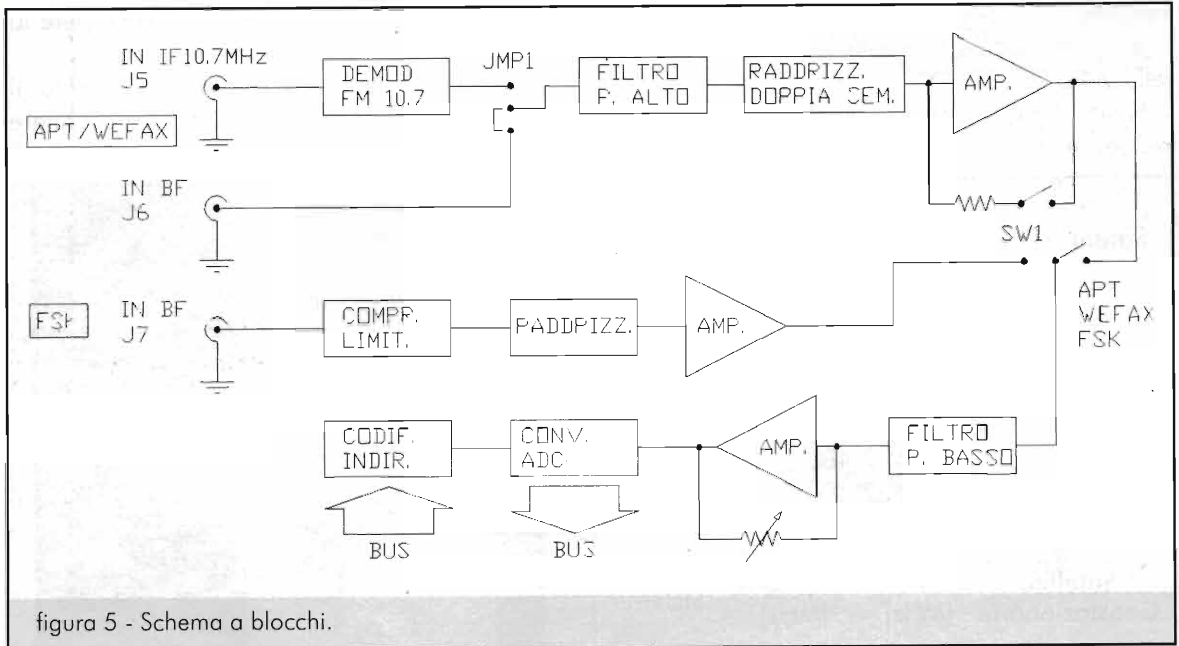 IN IF10.7MHz
J5
APT/WEFAX
DEMOD
FM 10.7
JMP1
FILTRO
P. ALTO
RADDRIZZ.
DOPPIA SEM.
AMP.
IN BF
J6
SW1
APT
WEFAX
FSK
FSK
IN BF
J7
COMPR.
LIMIT.
RADDRIZZ.
AMP.
CODIF.
INDIR.
CONV.
ADC
AMP.
FILTRO
P. BASSO
BUS
BUS
figura 5 - Schema a blocchi.